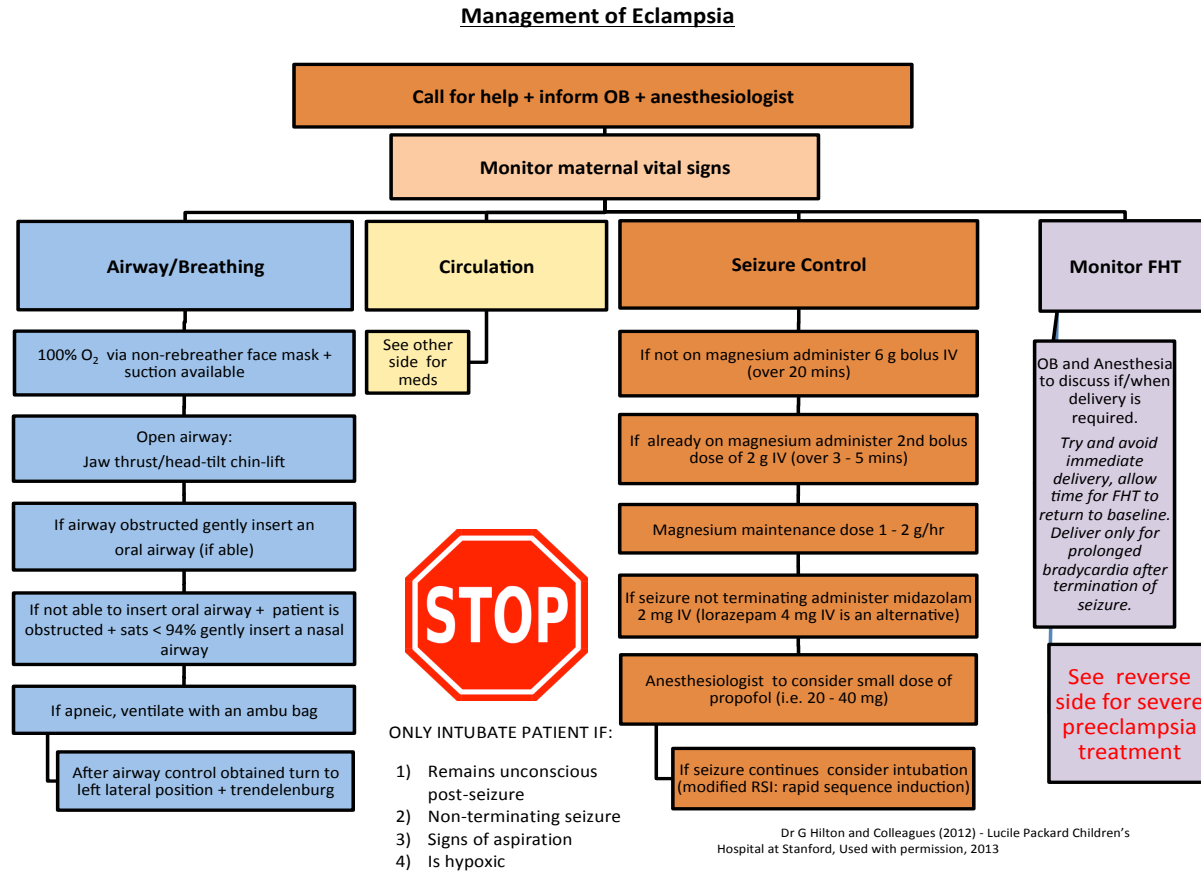 Management of Eclampsia
Call for help + inform OB + anesthesiologist
Monitor maternal vital signs
Airway/Breathing
100% O₂ via non-rebreather face mask +
suction available
Open airway:
Jaw thrust/head-tilt chin-lift
If airway obstructed gently insert an
oral airway (if able)
If not able to insert oral airway + patient is
obstructed + sats < 94% gently insert a nasal
airway
If apneic, ventilate with an ambu bag
After airway control obtained turn to
left lateral position + trendelenburg
Circulation
See other
side for
meds
STOP
ONLY INTUBATE PATIENT IF:
1) Remains unconscious
post-seizure
2) Non-terminating seizure
3) Signs of aspiration
4) Is hypoxic
Seizure Control
If not on magnesium administer 6 g bolus IV
(over 20 mins)
If already on magnesium administer 2nd bolus
dose of 2 g IV (over 3 - 5 mins)
Magnesium maintenance dose 1 - 2 g/hr
If seizure not terminating administer midazolam
2 mg IV (lorazepam 4 mg IV is an alternative)
Anesthesiologist to consider small dose of
propofol (i.e. 20 - 40 mg)
If seizure continues consider intubation
(modified RSI: rapid sequence induction)
Monitor FHT
OB and Anesthesia
to discuss if/when
delivery is
required.
Try and avoid
immediate
delivery, allow
time for FHT to
return to baseline.
Deliver only for
prolonged
bradycardia after
termination of
seizure.
See reverse
side for severe
preeclampsia
treatment
Dr G Hilton and Colleagues (2012) - Lucile Packard Children's
Hospital at Stanford, Used with permission, 2013